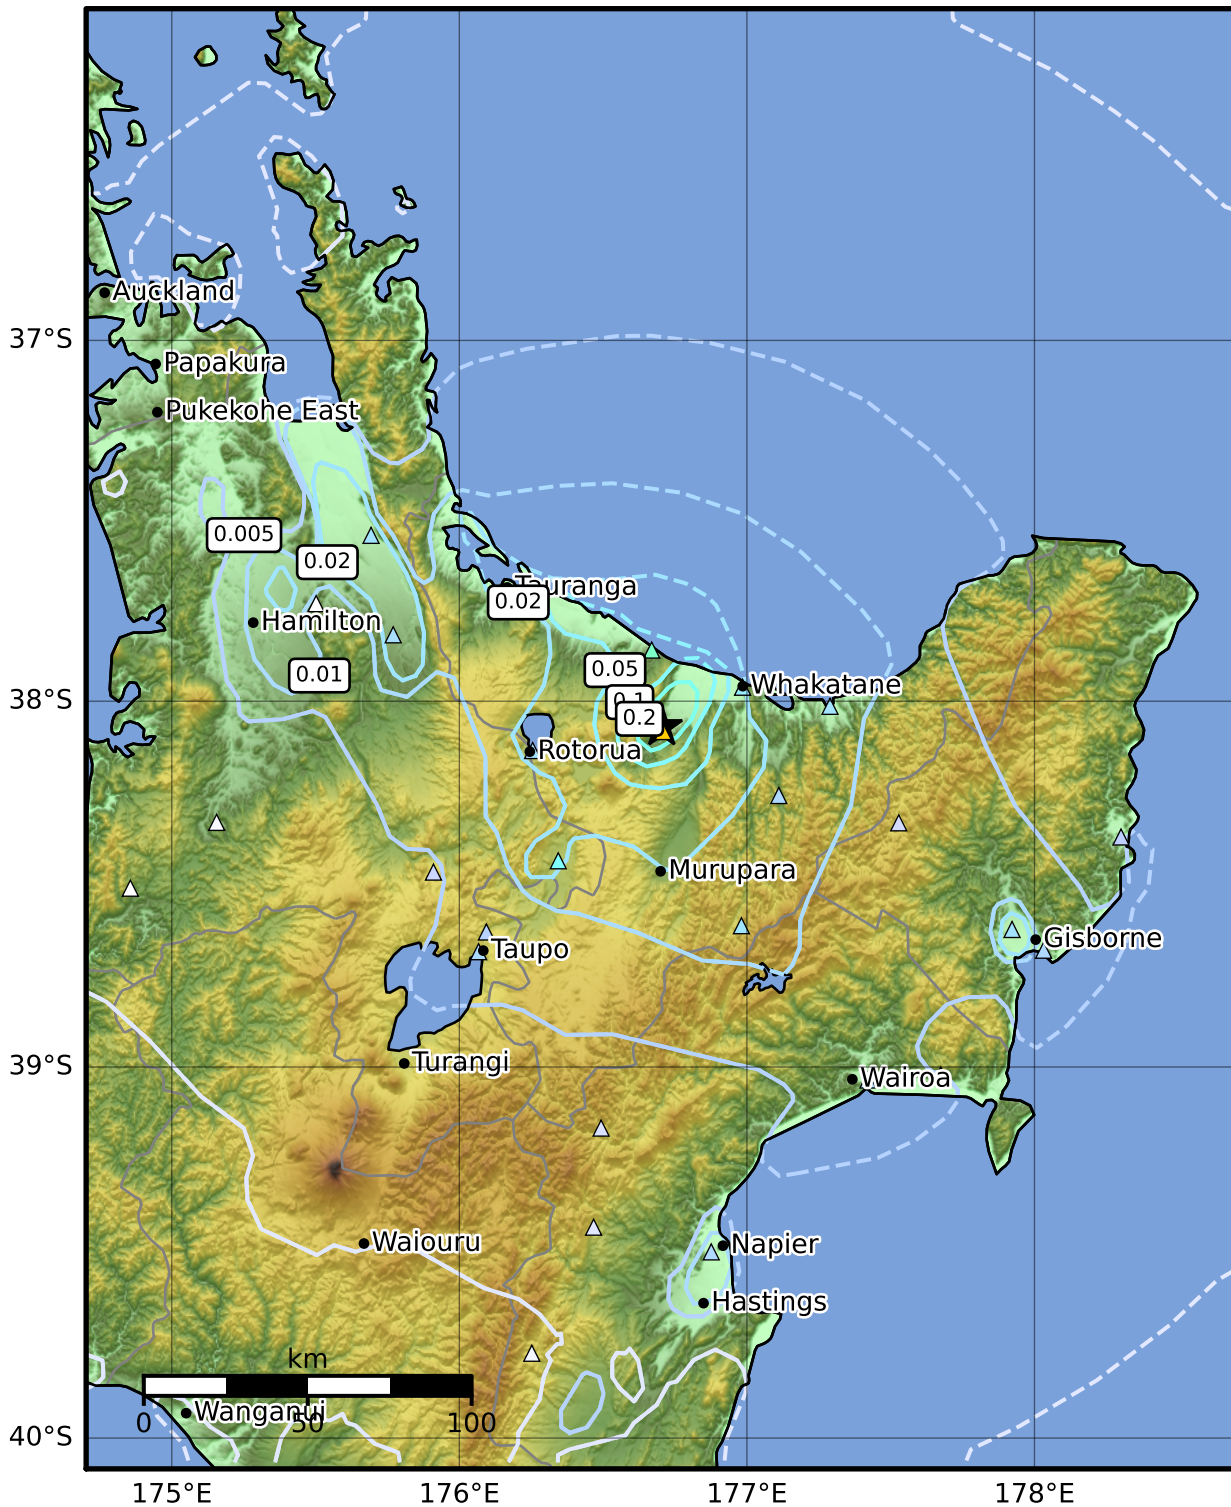 Auckland
37°S
Papakura
Pukekohe East
0.005
0.02
Tauranga
0.02
Hamilton
0.01
0.05
Whakatane
38°S
0.1
0.2
Rotorua
Murupara
Gisborne
Taupo
39°S
Turangi
Wairoa
Waiouru
Napier
Hastings
km
Wanganui
0
50
100
40°S
175°E
176°E
177°E
178°E